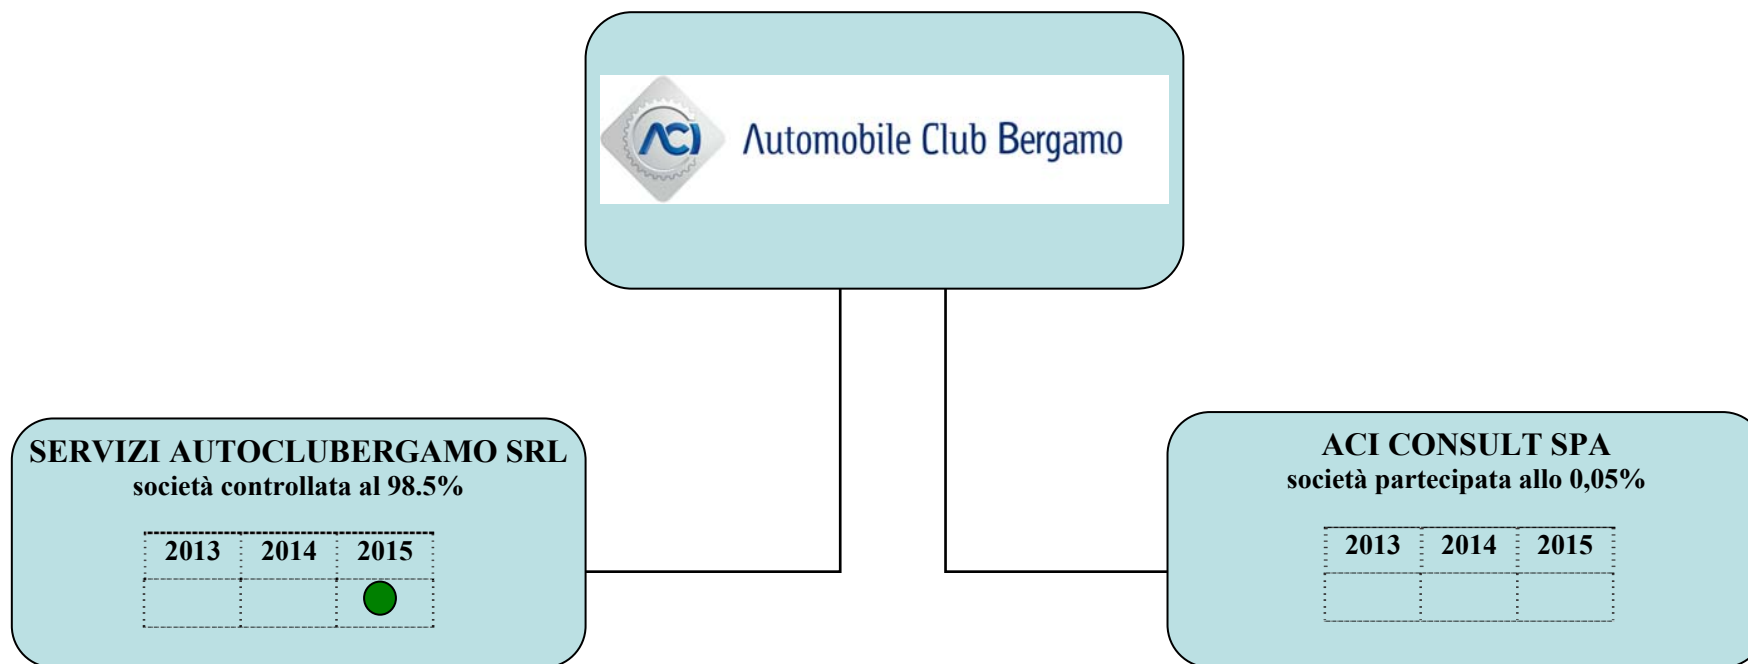 ACI Automobile Club Bergamo
SERVIZI AUTOCLUBERGAMO SRL
società controllata al 98.5%
2013 2014 2015
ACI CONSULT SPA
società partecipata allo 0,05%
2013 2014 2015